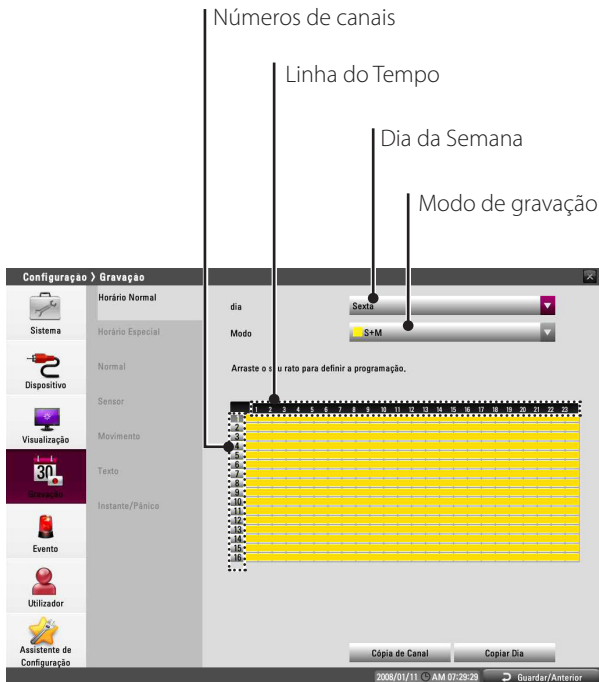 Números de canais
Linha do Tempo
Dia da Semana
Modo de gravação
Configuração > Gravação
Sistema
Dispositivo
Visualização
30
Gravação
Evento
Utilizador
Assistente de
Configuração
Horário Normal
Horário Especial
Normal
Sensor
Movimento
Texto
Instante/Pânico
dia Sexta
Modo S+M
Arraste o seu rato para definir a programação.
1 2 3 4 5 6 7 8 9 10 11 12 13 14 15 16 17 18 19 20 21 22 23
1
2
3
4
5
6
7
8
9
10
11
12
13
14
15
16
Cópia de Canal Copiar Dia
2008/01/11 AM 07:29:29 Guardar/Anterior